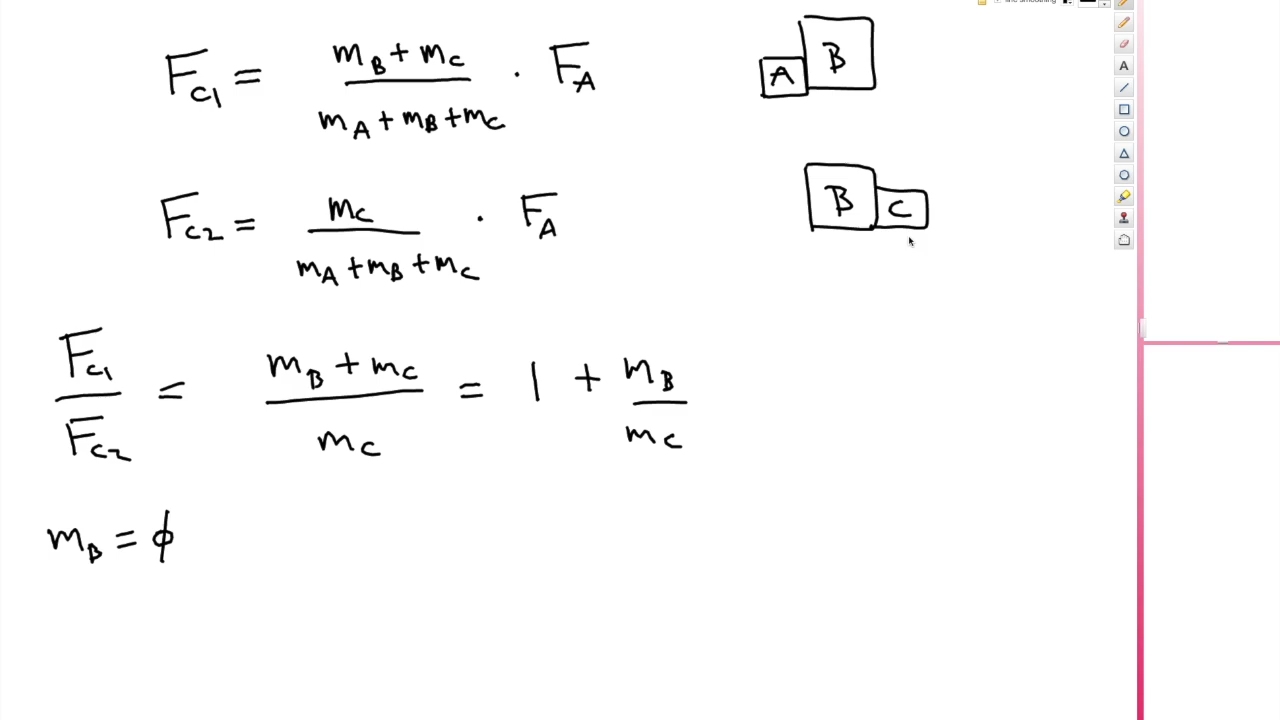 F_C1 = (m_B + m_C) / (m_A + m_B + m_C) · F_A
A B
F_C2 = m_C / (m_A + m_B + m_C) · F_A
B C
F_C1 / F_C2 = (m_B + m_C) / m_C = 1 + m_B / m_C
m_B = ϕ